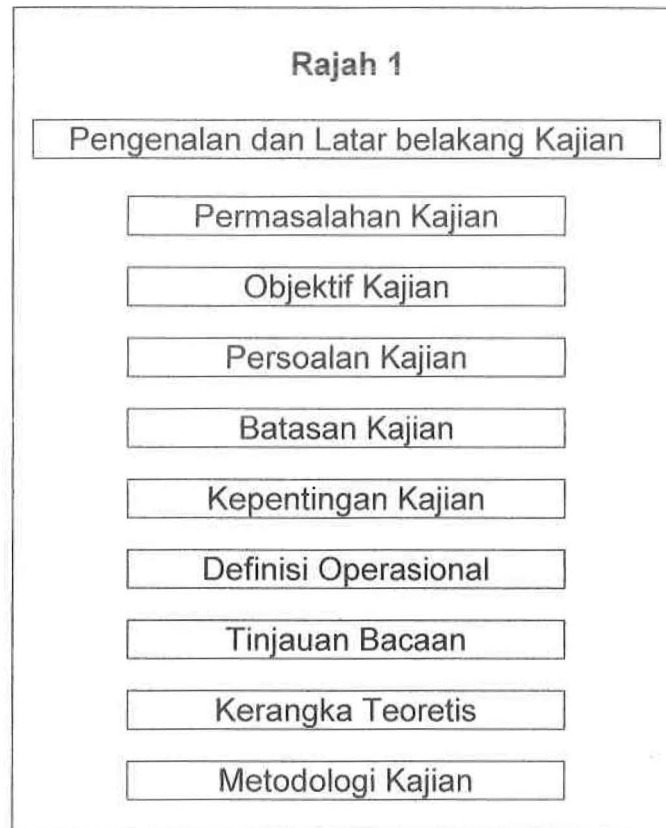 Rajah 1
Pengenalan dan Latar belakang Kajian
Permasalahan Kajian
Objektif Kajian
Persoalan Kajian
Batasan Kajian
Kepentingan Kajian
Definisi Operasional
Tinjauan Bacaan
Kerangka Teoretis
Metodologi Kajian